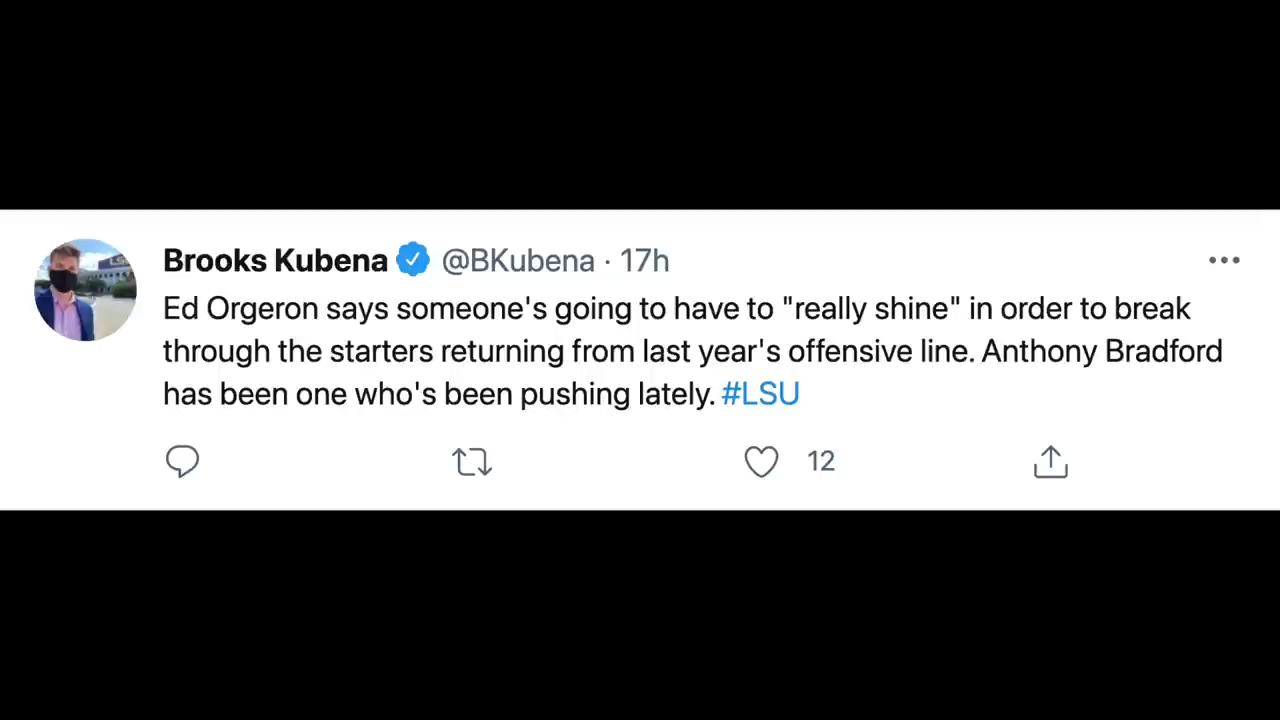 Brooks Kubena @BKubena · 17h
Ed Orgeron says someone's going to have to "really shine" in order to break
through the starters returning from last year's offensive line. Anthony Bradford
has been one who's been pushing lately. #LSU
12